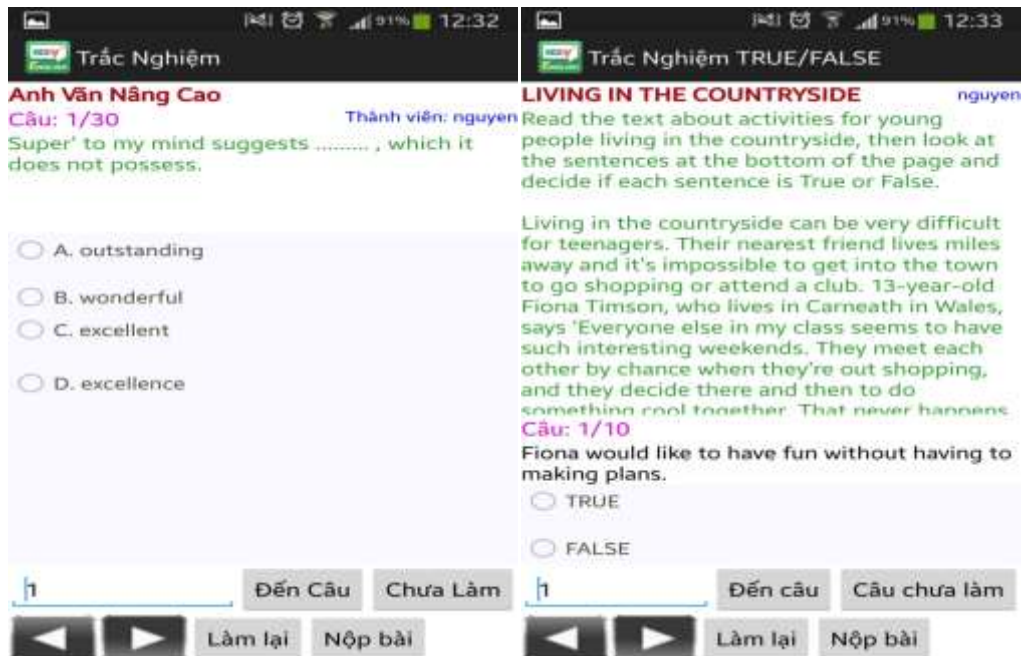 91% 12:32
Trắc Nghiệm
Anh Văn Nâng Cao
Câu: 1/30
Thành viên: nguyen
Super' to my mind suggests ......... , which it
does not possess.
A. outstanding
B. wonderful
C. excellent
D. excellence
1
Đến Câu
Chưa Làm
Làm lại
Nộp bài
91% 12:33
Trắc Nghiệm TRUE/FALSE
LIVING IN THE COUNTRYSIDE
nguyen
Read the text about activities for young
people living in the countryside, then look at
the sentences at the bottom of the page and
decide if each sentence is True or False.
Living in the countryside can be very difficult
for teenagers. Their nearest friend lives miles
away and it's impossible to get into the town
to go shopping or attend a club. 13-year-old
Fiona Timson, who lives in Carneath in Wales,
says 'Everyone else in my class seems to have
such interesting weekends. They meet each
other by chance when they're out shopping,
and they decide there and then to do
something cool together. That never happens
Câu: 1/10
Fiona would like to have fun without having to
making plans.
TRUE
FALSE
1
Đến câu
Câu chưa làm
Làm lại
Nộp bài